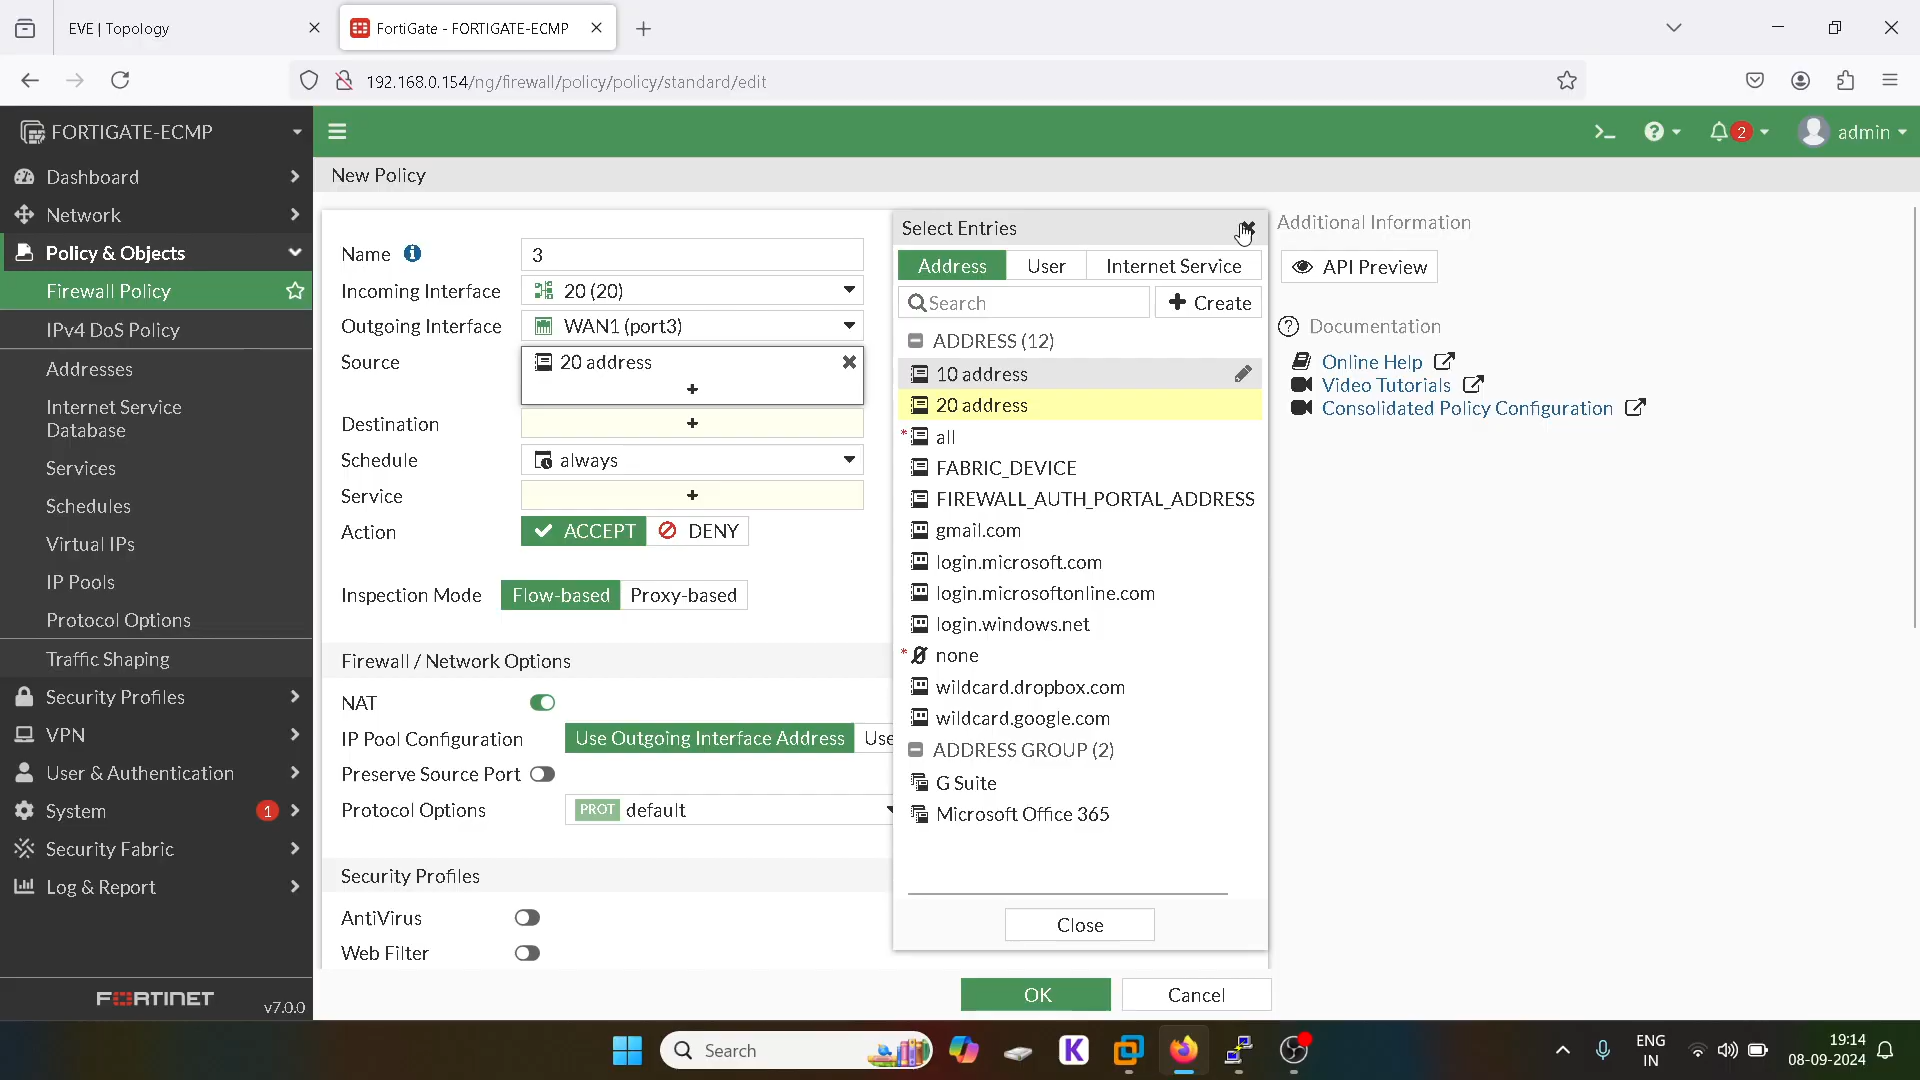 EVE | Topology
FortiGate - FORTIGATE-ECMP
192.168.0.154/ng/firewall/policy/policy/standard/edit
FORTIGATE-ECMP
2
admin
Dashboard
Network
Policy & Objects
Firewall Policy
IPv4 DoS Policy
Addresses
Internet Service
Database
Services
Schedules
Virtual IPs
IP Pools
Protocol Options
Traffic Shaping
Security Profiles
VPN
User & Authentication
System 1
Security Fabric
Log & Report
FORTINET v7.0.0
New Policy
Name 3
Incoming Interface 20 (20)
Outgoing Interface WAN1 (port3)
Source 20 address
+
Destination +
Schedule always
Service +
Action ACCEPT DENY
Inspection Mode Flow-based Proxy-based
Firewall / Network Options
NAT
IP Pool Configuration Use Outgoing Interface Address Use
Preserve Source Port
Protocol Options PROT default
Security Profiles
AntiVirus
Web Filter
Select Entries
Address User Internet Service
Search + Create
ADDRESS (12)
10 address
20 address
* all
FABRIC_DEVICE
FIREWALL_AUTH_PORTAL_ADDRESS
gmail.com
login.microsoft.com
login.microsoftonline.com
login.windows.net
* none
wildcard.dropbox.com
wildcard.google.com
ADDRESS GROUP (2)
G Suite
Microsoft Office 365
Close
OK Cancel
Additional Information
API Preview
Documentation
Online Help
Video Tutorials
Consolidated Policy Configuration
Search
K
ENG
IN
19:14
08-09-2024